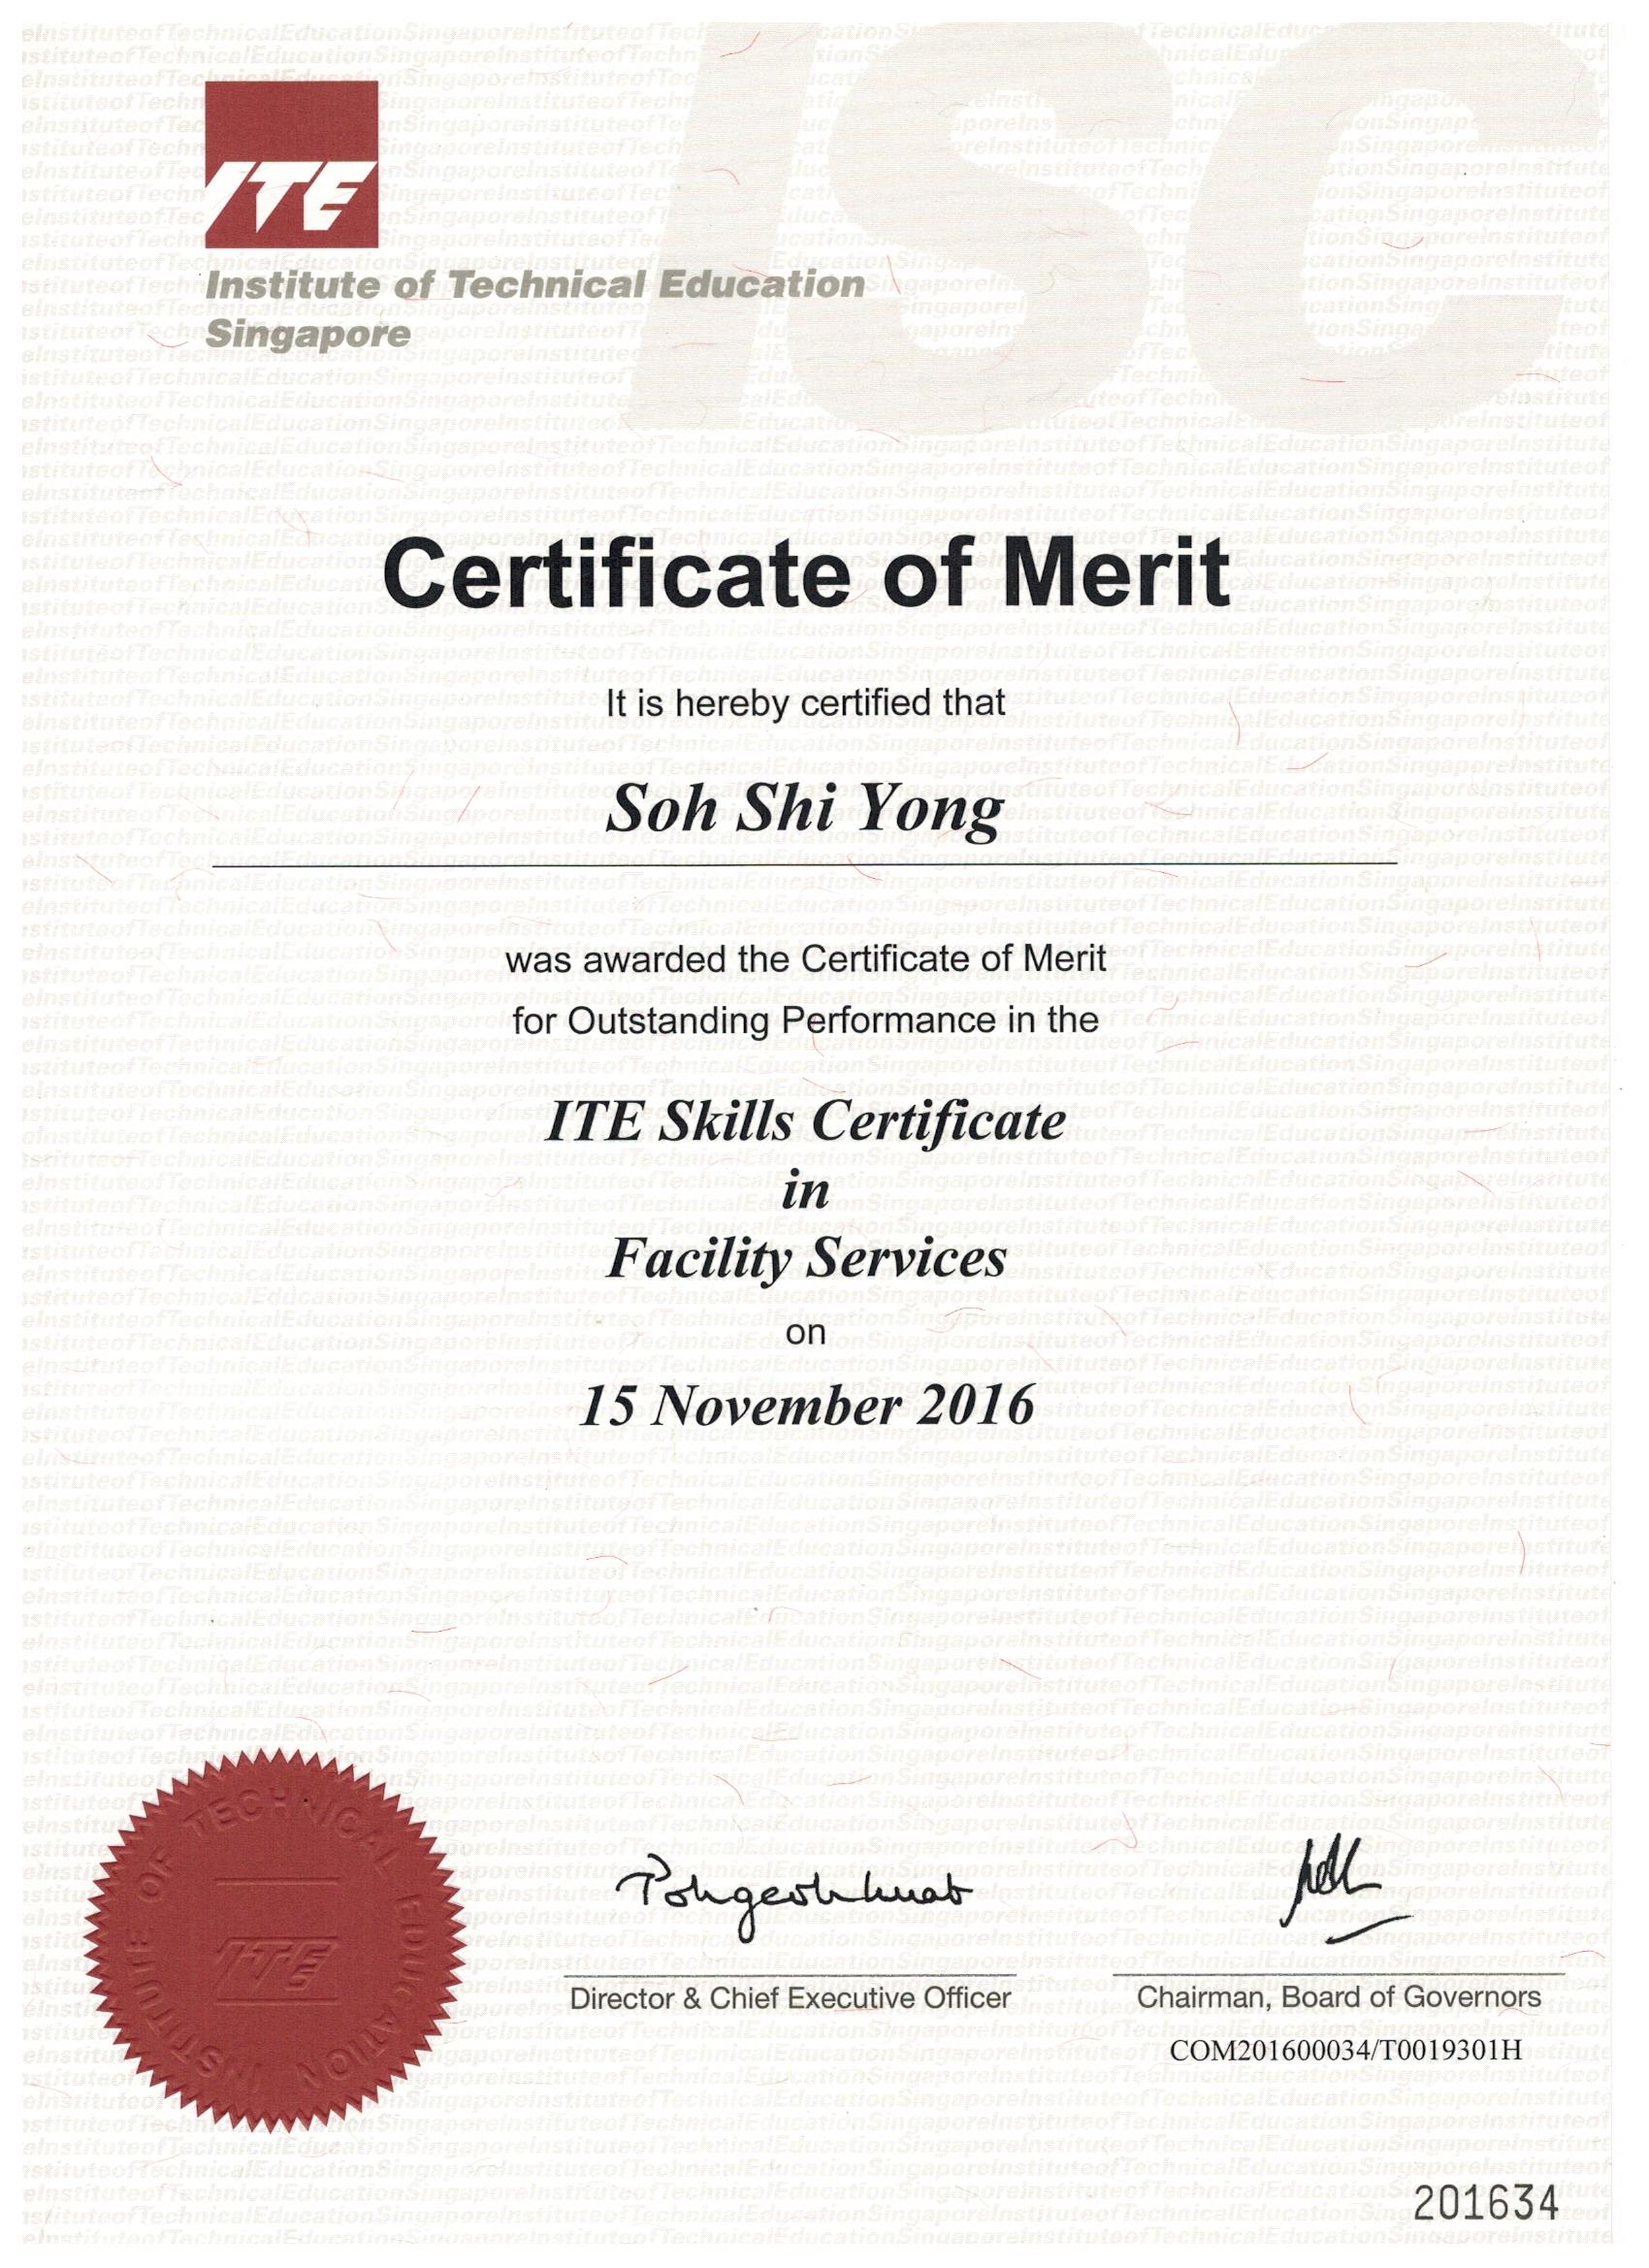 ISC
ITE
Institute of Technical Education
Singapore
Certificate of Merit
It is hereby certified that
Soh Shi Yong
was awarded the Certificate of Merit
for Outstanding Performance in the
ITE Skills Certificate
in
Facility Services
on
15 November 2016
INSTITUTE OF TECHNICAL EDUCATION
ITE
Director & Chief Executive Officer
Chairman, Board of Governors
COM201600034/T0019301H
201634